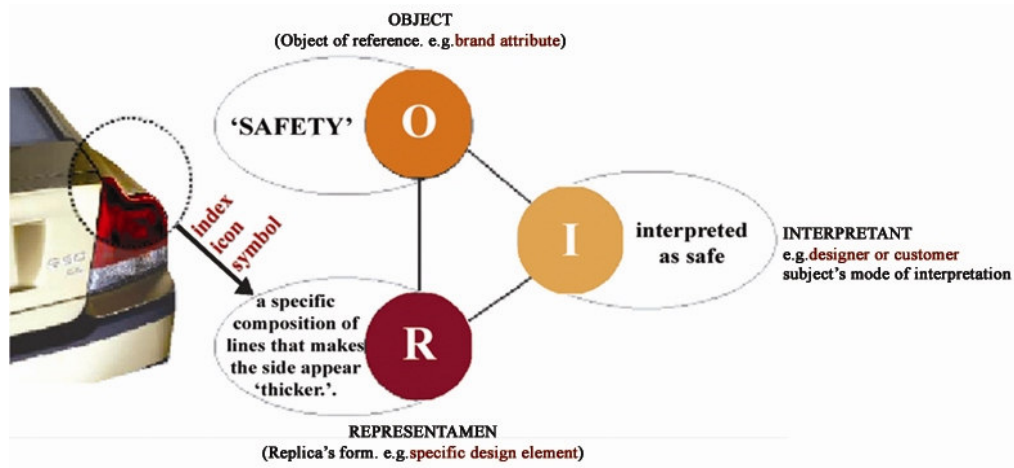 OBJECT
(Object of reference. e.g.brand attribute)
'SAFETY'
O
index
icon
symbol
I
interpreted
as safe
INTERPRETANT
e.g.designer or customer
subject's mode of interpretation
a specific
composition of
lines that makes
the side appear
'thicker.'.
R
REPRESENTAMEN
(Replica's form. e.g.specific design element)